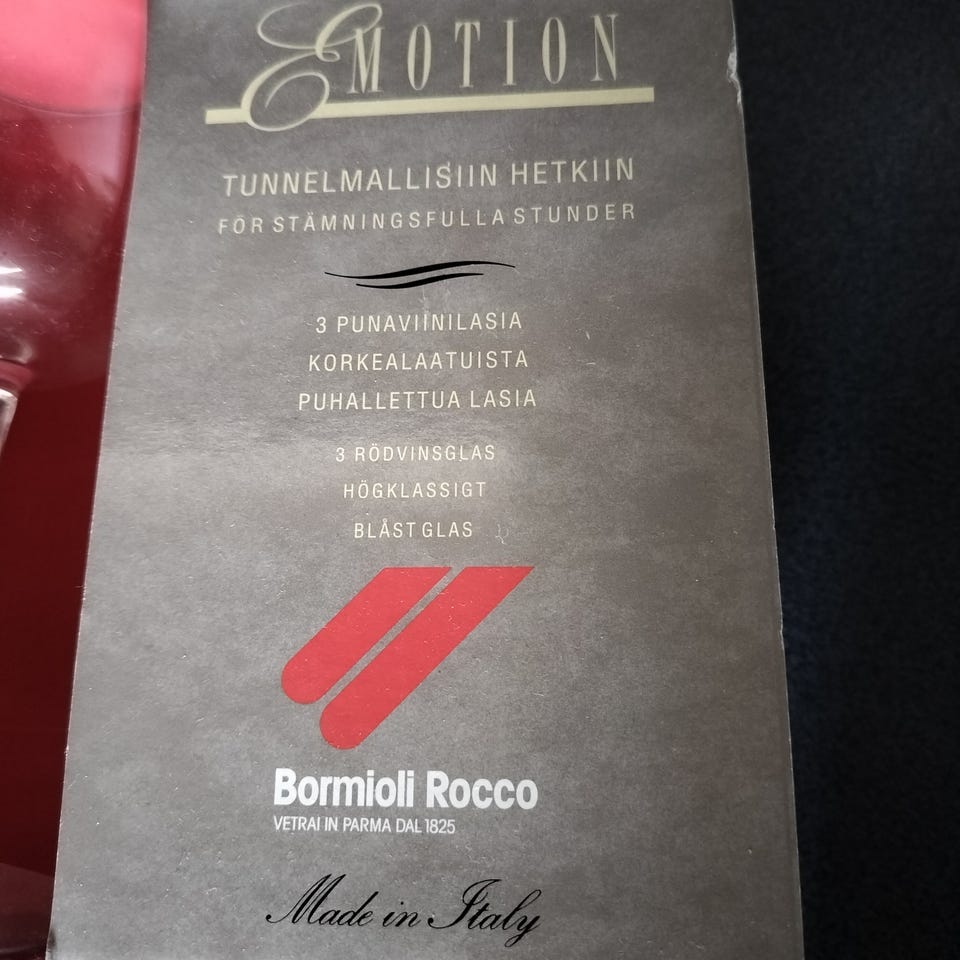 EMOTION
TUNNELMALLISIIN HETKIIN
FÖR STÄMNINGSFULLA STUNDER
3 PUNAVIINILASIA
KORKEALAATUISTA
PUHALLETTUA LASIA
3 RÖDVINSGLAS
HÖGKLASSIGT
BLÅST GLAS
Bormioli Rocco
VETRAI IN PARMA DAL 1825
Made in Italy